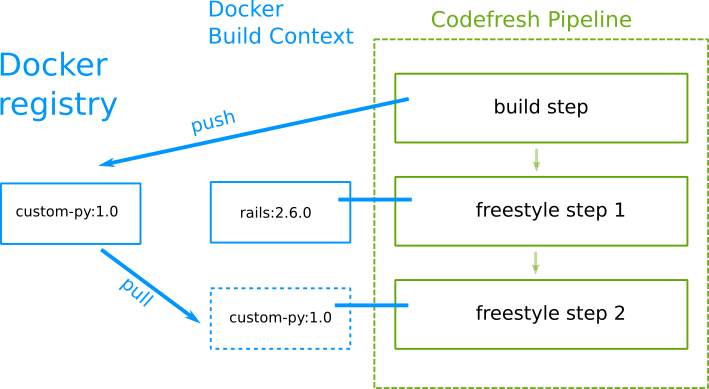 Docker
Build Context
Codefresh Pipeline
Docker
registry
build step
push
custom-py:1.0
rails:2.6.0
freestyle step 1
pull
custom-py:1.0
freestyle step 2